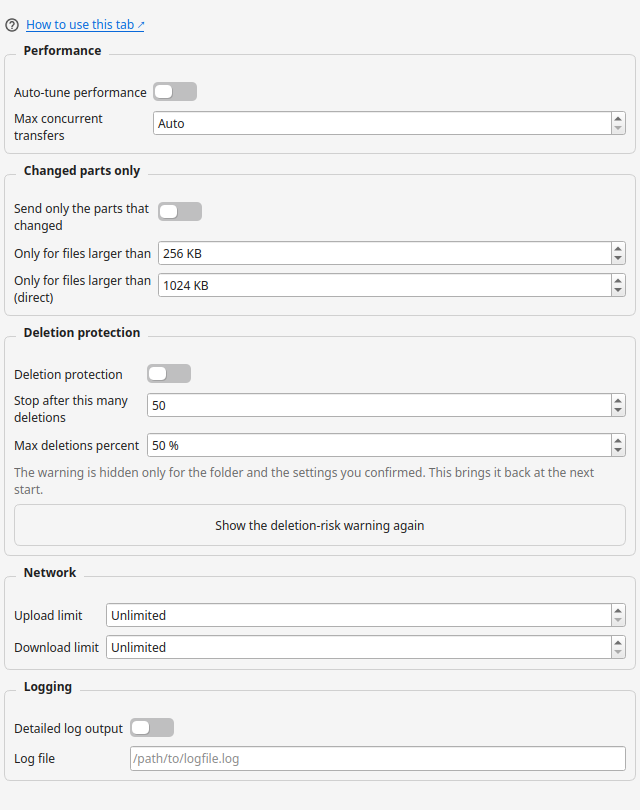 How to use this tab ↗
Performance
Auto-tune performance
Max concurrent
transfers
Auto
Changed parts only
Send only the parts that
changed
Only for files larger than
256 KB
Only for files larger than
(direct)
1024 KB
Deletion protection
Deletion protection
Stop after this many
deletions
50
Max deletions percent
50 %
The warning is hidden only for the folder and the settings you confirmed. This brings it back at the next
start.
Show the deletion-risk warning again
Network
Upload limit
Unlimited
Download limit
Unlimited
Logging
Detailed log output
Log file
/path/to/logfile.log